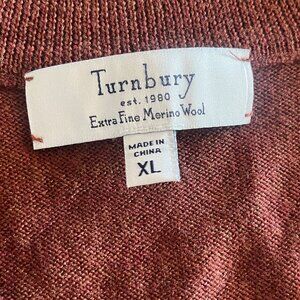 Turnbury
est. 1980
Extra Fine Merino Wool
MADE IN
CHINA
XL